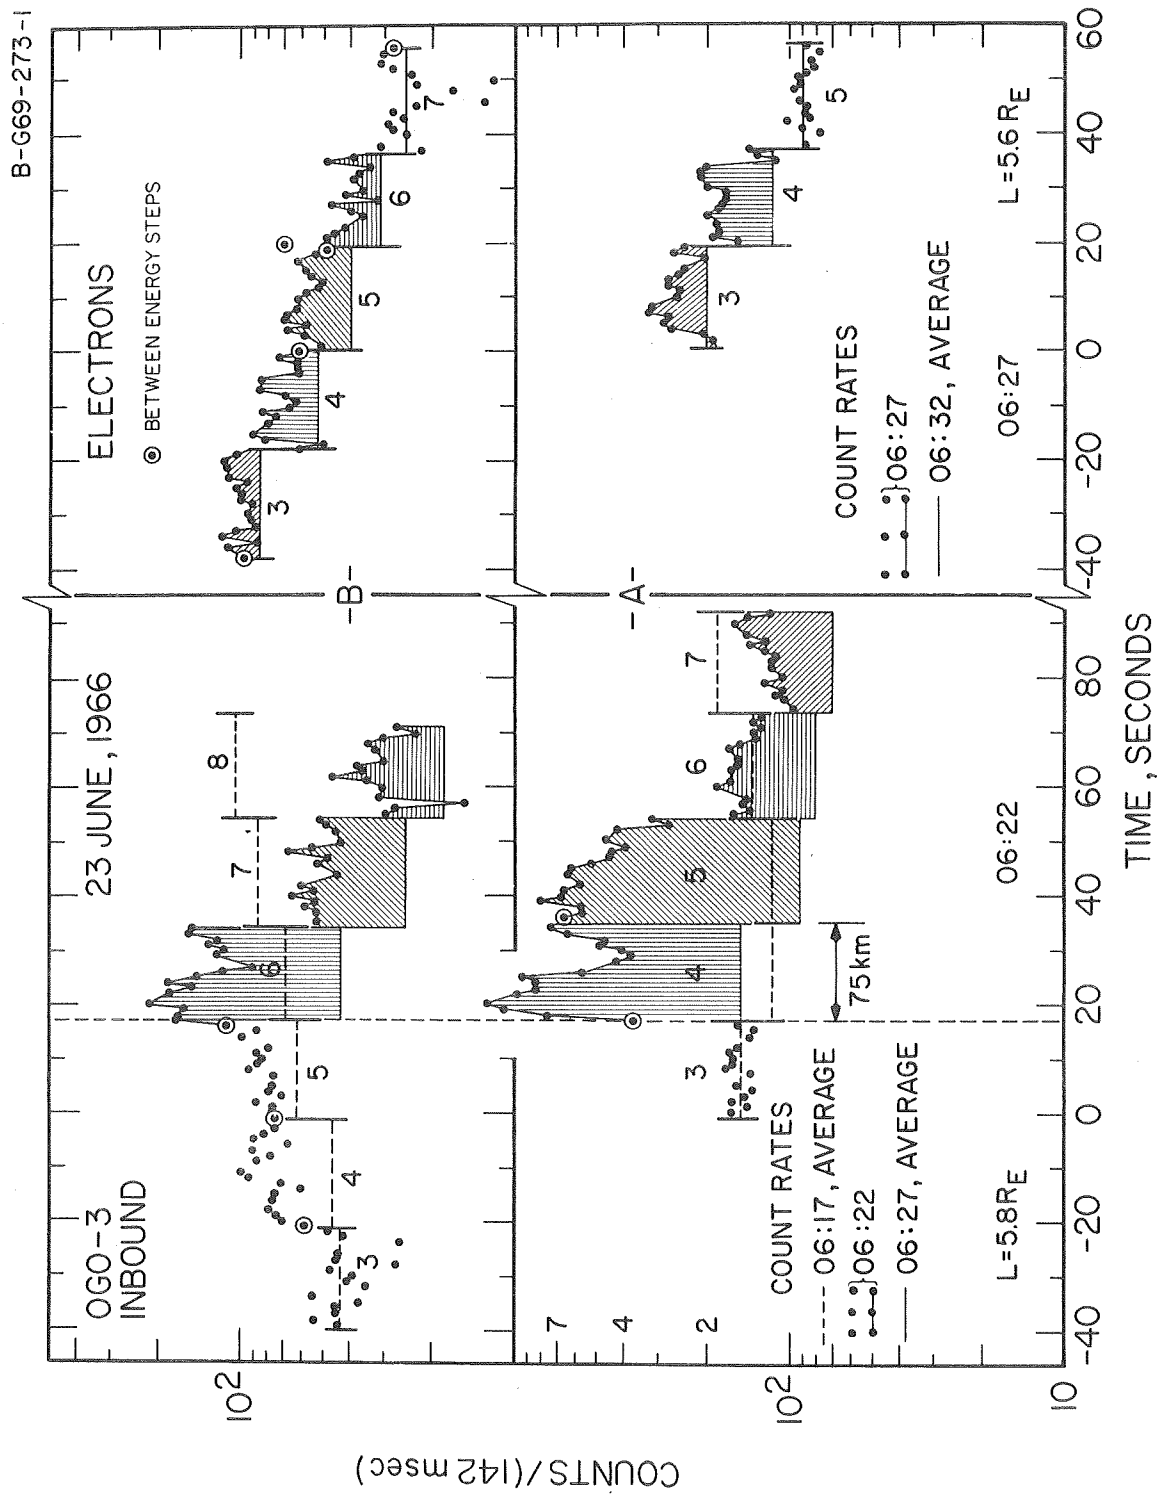 B-G69-273-1
OGO-3
INBOUND
23 JUNE, 1966
ELECTRONS
BETWEEN ENERGY STEPS
3
4
5
6
7
8
3
4
5
6
7
-B-
10²
COUNTS/(142 msec)
7
4
2
10²
10
3
4
5
6
7
3
4
5
-A-
75 km
COUNT RATES
06:17, AVERAGE
}06:22
06:27, AVERAGE
L=5.8RE
06:22
COUNT RATES
}06:27
06:32, AVERAGE
06:27
L=5.6RE
-40 -20 0 20 40 60 80 -40 -20 0 20 40 60
TIME, SECONDS